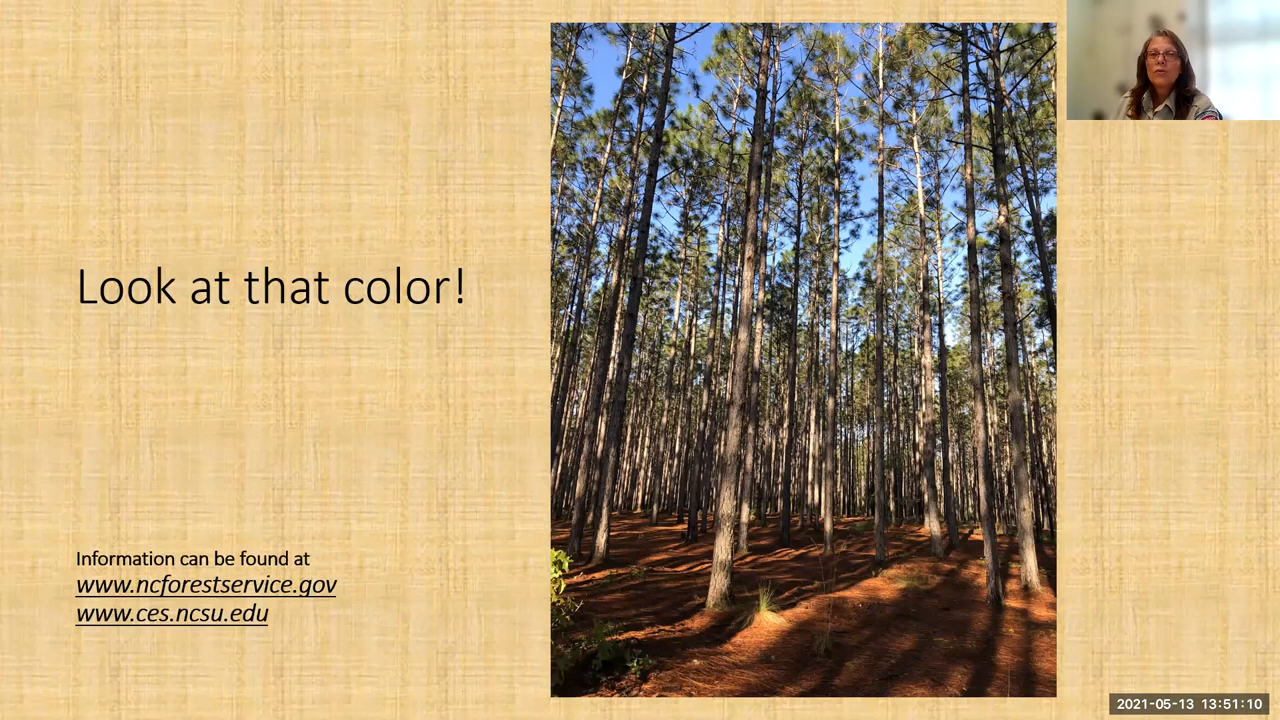 Look at that color!
Information can be found at
www.ncforestservice.gov
www.ces.ncsu.edu
2021-05-13 13:51:10